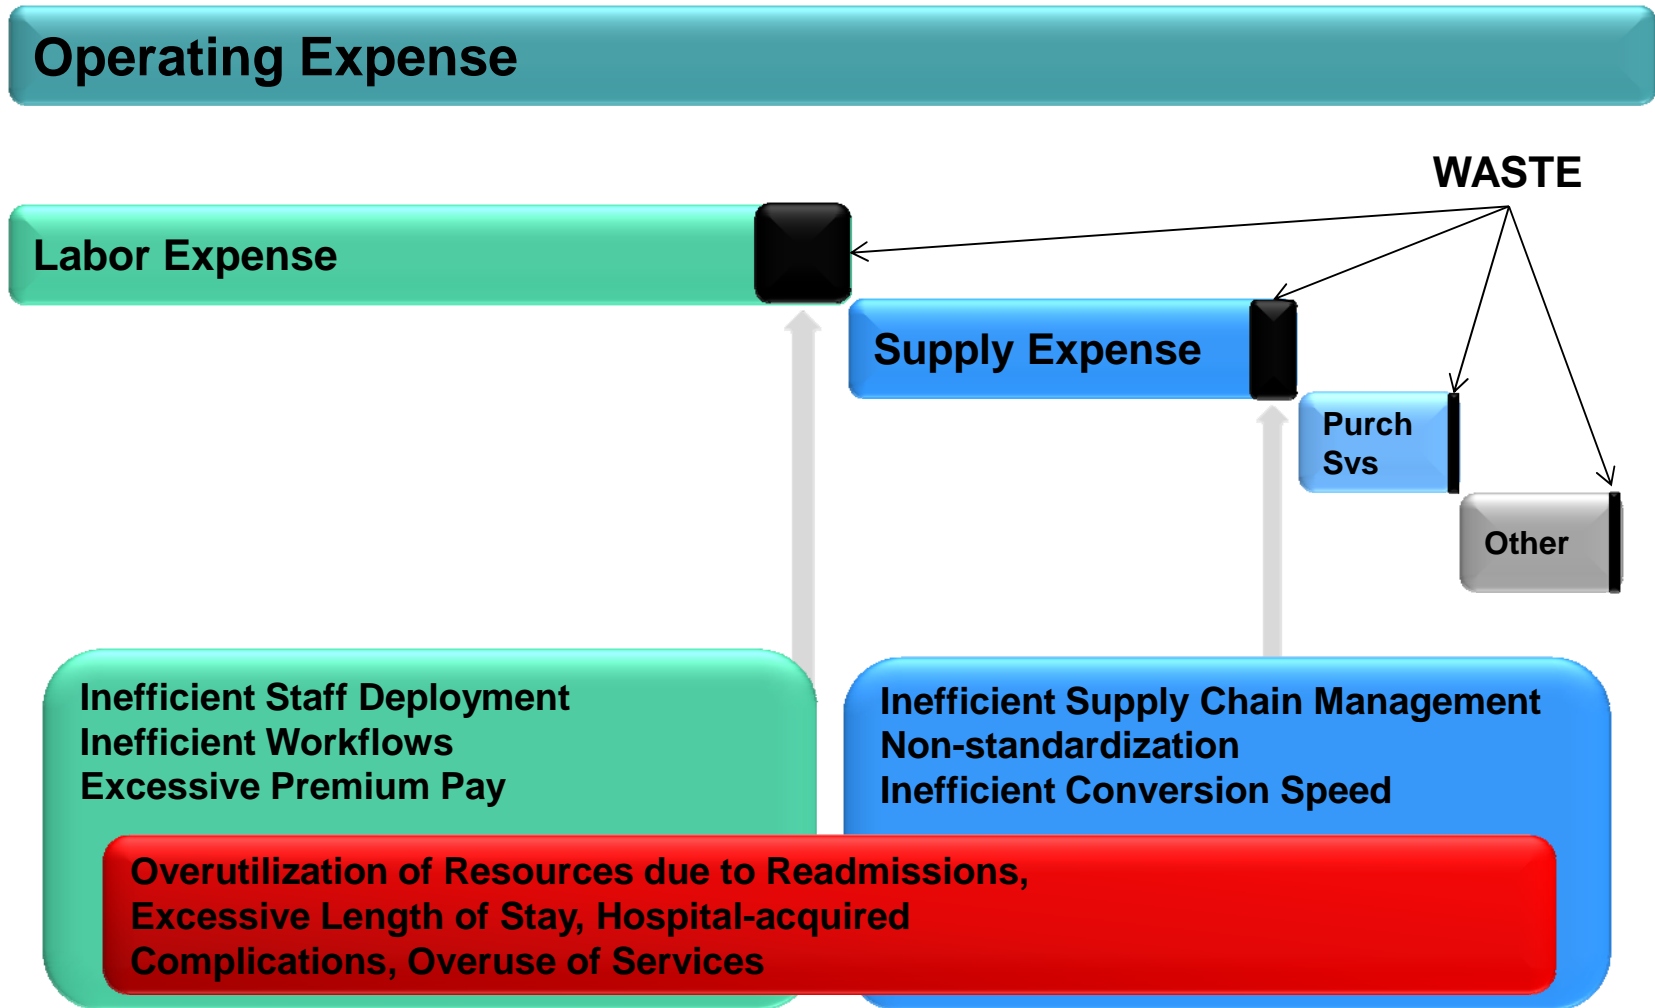 Operating Expense
WASTE
Labor Expense
Supply Expense
Purch
Svs
Other
Inefficient Staff Deployment
Inefficient Workflows
Excessive Premium Pay
Inefficient Supply Chain Management
Non-standardization
Inefficient Conversion Speed
Overutilization of Resources due to Readmissions,
Excessive Length of Stay, Hospital-acquired
Complications, Overuse of Services